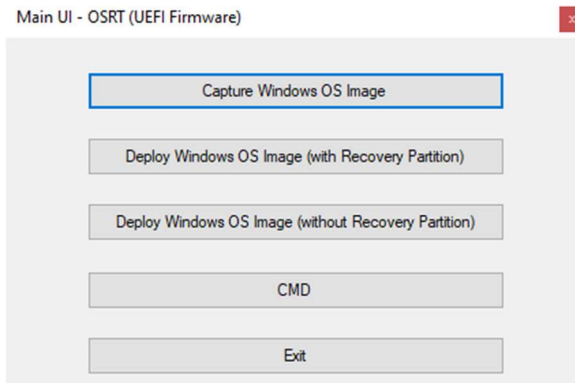 Main UI - OSRT (UEFI Firmware)
x
Capture Windows OS Image
Deploy Windows OS Image (with Recovery Partition)
Deploy Windows OS Image (without Recovery Partition)
CMD
Exit